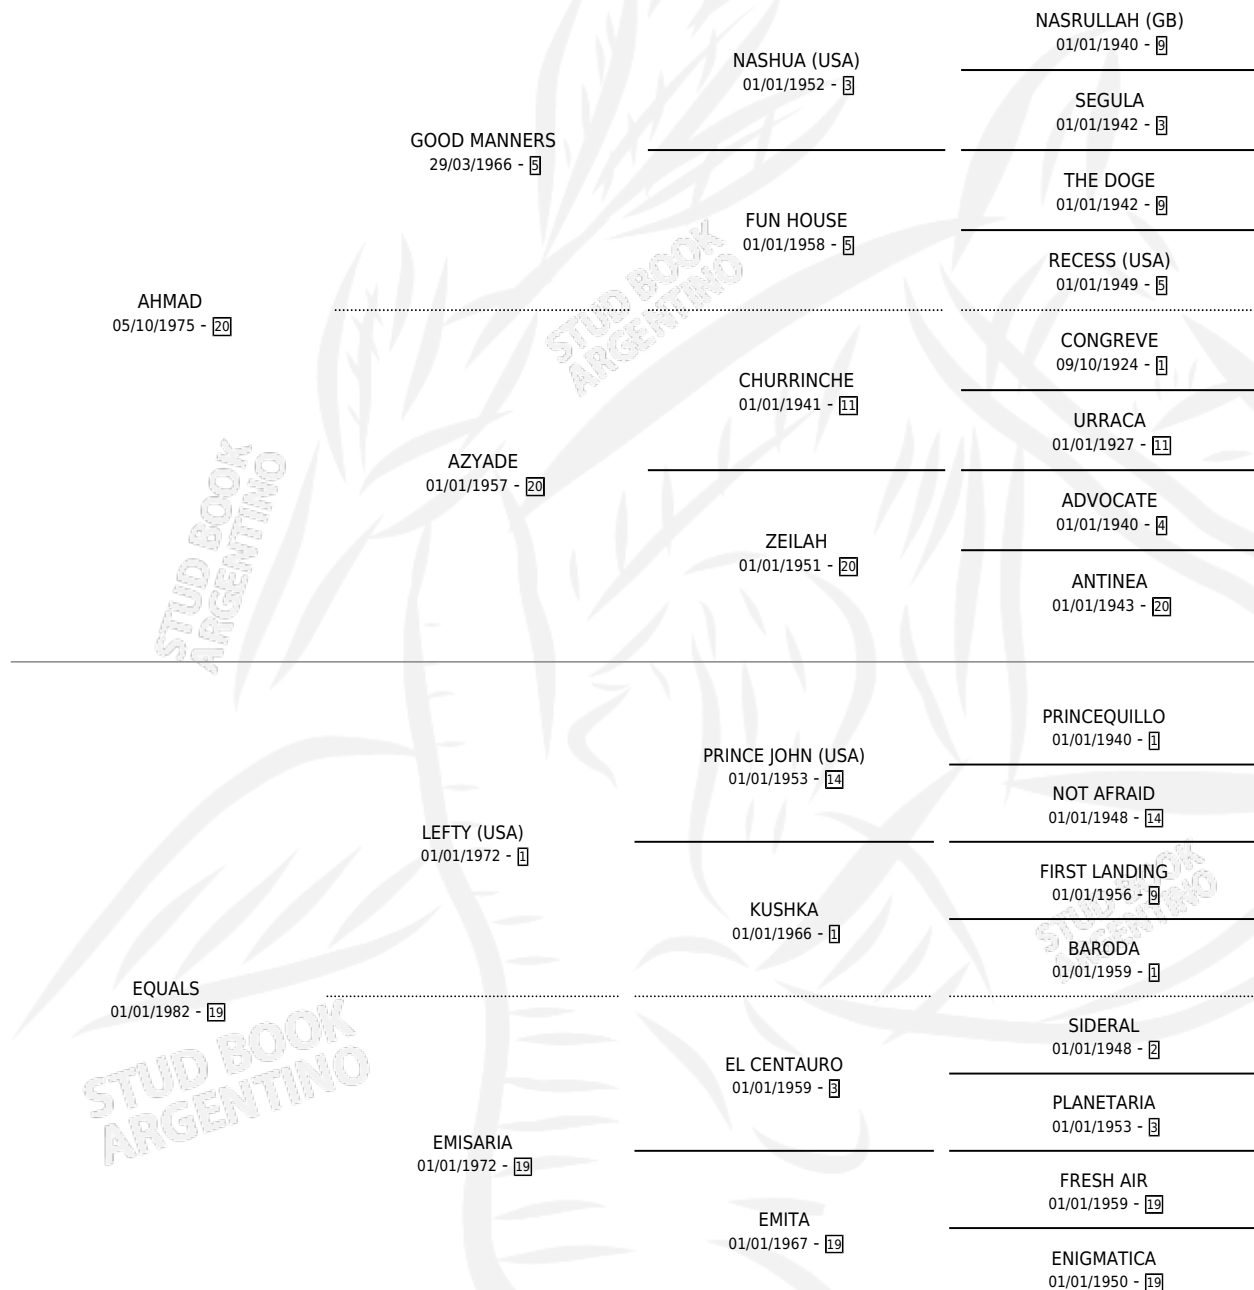 NASRULLAH (GB)
01/01/1940 - 9
NASHUA (USA)
01/01/1952 - 3
SEGULA
01/01/1942 - 3
GOOD MANNERS
29/03/1966 - 5
THE DOGE
01/01/1942 - 9
FUN HOUSE
01/01/1958 - 5
RECESS (USA)
01/01/1949 - 5
AHMAD
05/10/1975 - 20
CONGREVE
09/10/1924 - 1
CHURRINCHE
01/01/1941 - 11
URRACA
01/01/1927 - 11
AZYADE
01/01/1957 - 20
ADVOCATE
01/01/1940 - 4
ZEILAH
01/01/1951 - 20
ANTINEA
01/01/1943 - 20
PRINCEQUILLO
01/01/1940 - 1
PRINCE JOHN (USA)
01/01/1953 - 14
NOT AFRAID
01/01/1948 - 14
LEFTY (USA)
01/01/1972 - 1
FIRST LANDING
01/01/1956 - 9
KUSHKA
01/01/1966 - 1
BARODA
01/01/1959 - 1
EQUALS
01/01/1982 - 19
SIDERAL
01/01/1948 - 2
EL CENTAURO
01/01/1959 - 3
PLANETARIA
01/01/1953 - 3
EMISARIA
01/01/1972 - 19
FRESH AIR
01/01/1959 - 19
EMITA
01/01/1967 - 19
ENIGMATICA
01/01/1950 - 19
STUD BOOK
ARGENTINO
STUD BOOK
ARGENTINO
STUD BOOK
ARGENTINO
STUD BOOK
ARGENTINO